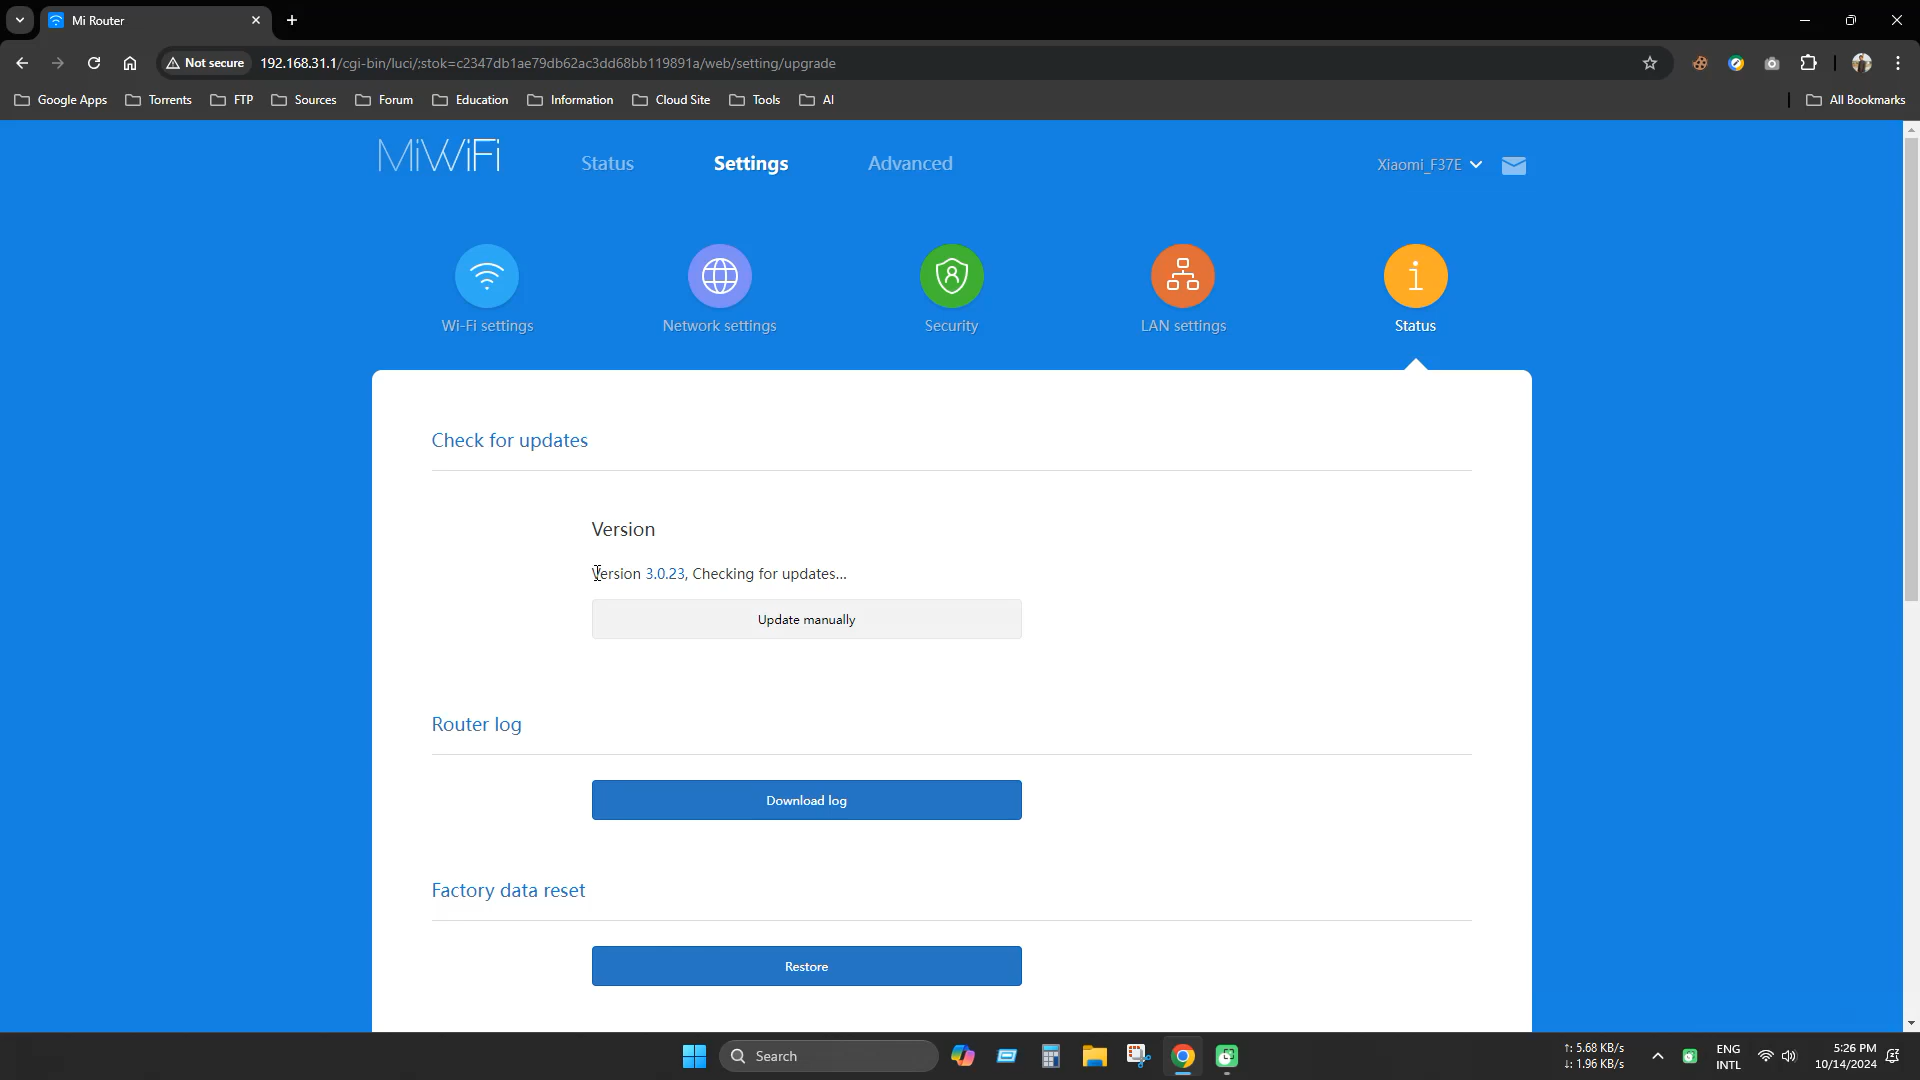 Mi Router
Not secure 192.168.31.1/cgi-bin/luci/;stok=c2347db1ae79db62ac3dd68bb119891a/web/setting/upgrade
Google Apps Torrents FTP Sources Forum Education Information Cloud Site Tools AI All Bookmarks
MiWiFi Status Settings Advanced Xiaomi_F37E
Wi-Fi settings Network settings Security LAN settings Status
Check for updates
Version
Version 3.0.23, Checking for updates...
Update manually
Router log
Download log
Factory data reset
Restore
Search
↑: 5.68 KB/s ENG 5:26 PM
↓: 1.96 KB/s INTL 10/14/2024